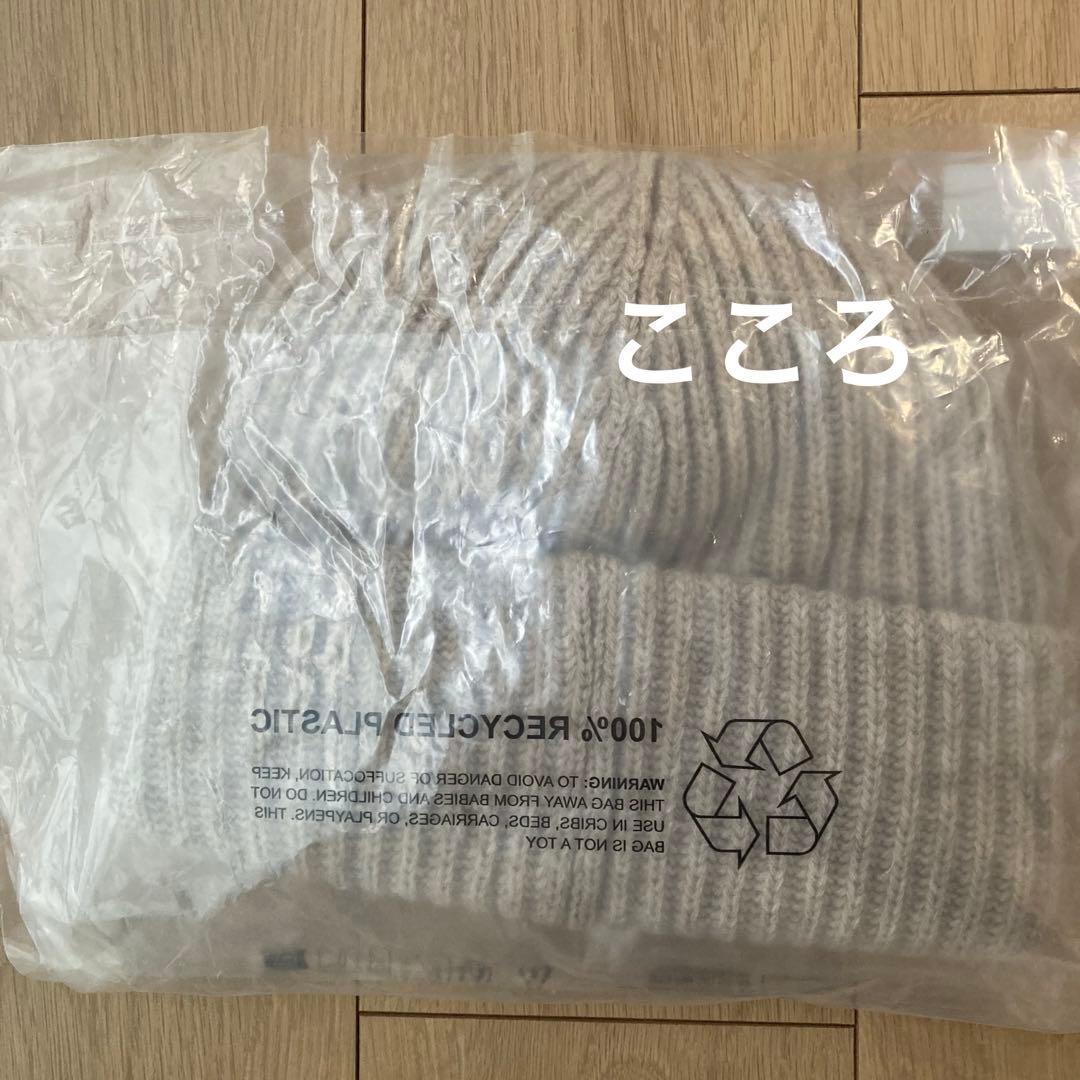 こころ
100% RECYCLED PLASTIC
WARNING: TO AVOID DANGER OF SUFFOCATION, KEEP
THIS BAG AWAY FROM BABIES AND CHILDREN. DO NOT
USE IN CRIBS, BEDS, CARRIAGES, OR PLAYPENS. THIS
BAG IS NOT A TOY